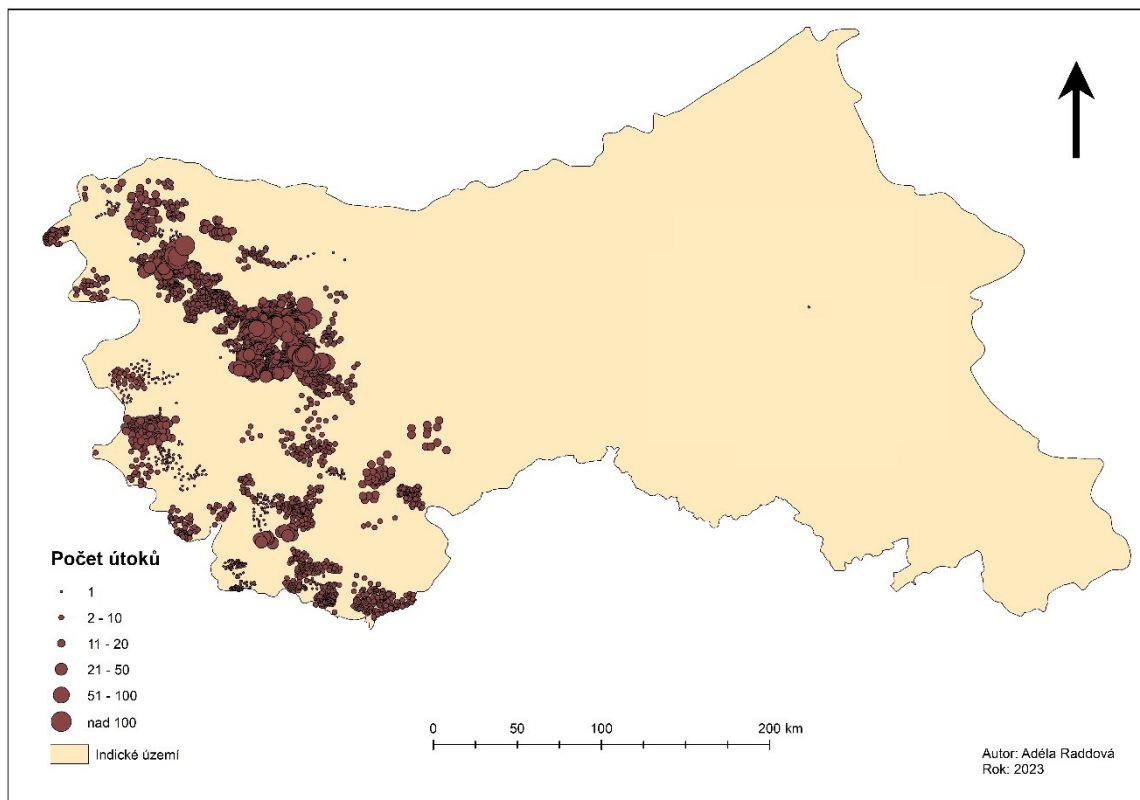 Počet útoků
1
2 - 10
11 - 20
21 - 50
51 - 100
nad 100
Indické území
0 50 100 200 km
Autor: Adéla Raddová
Rok: 2023